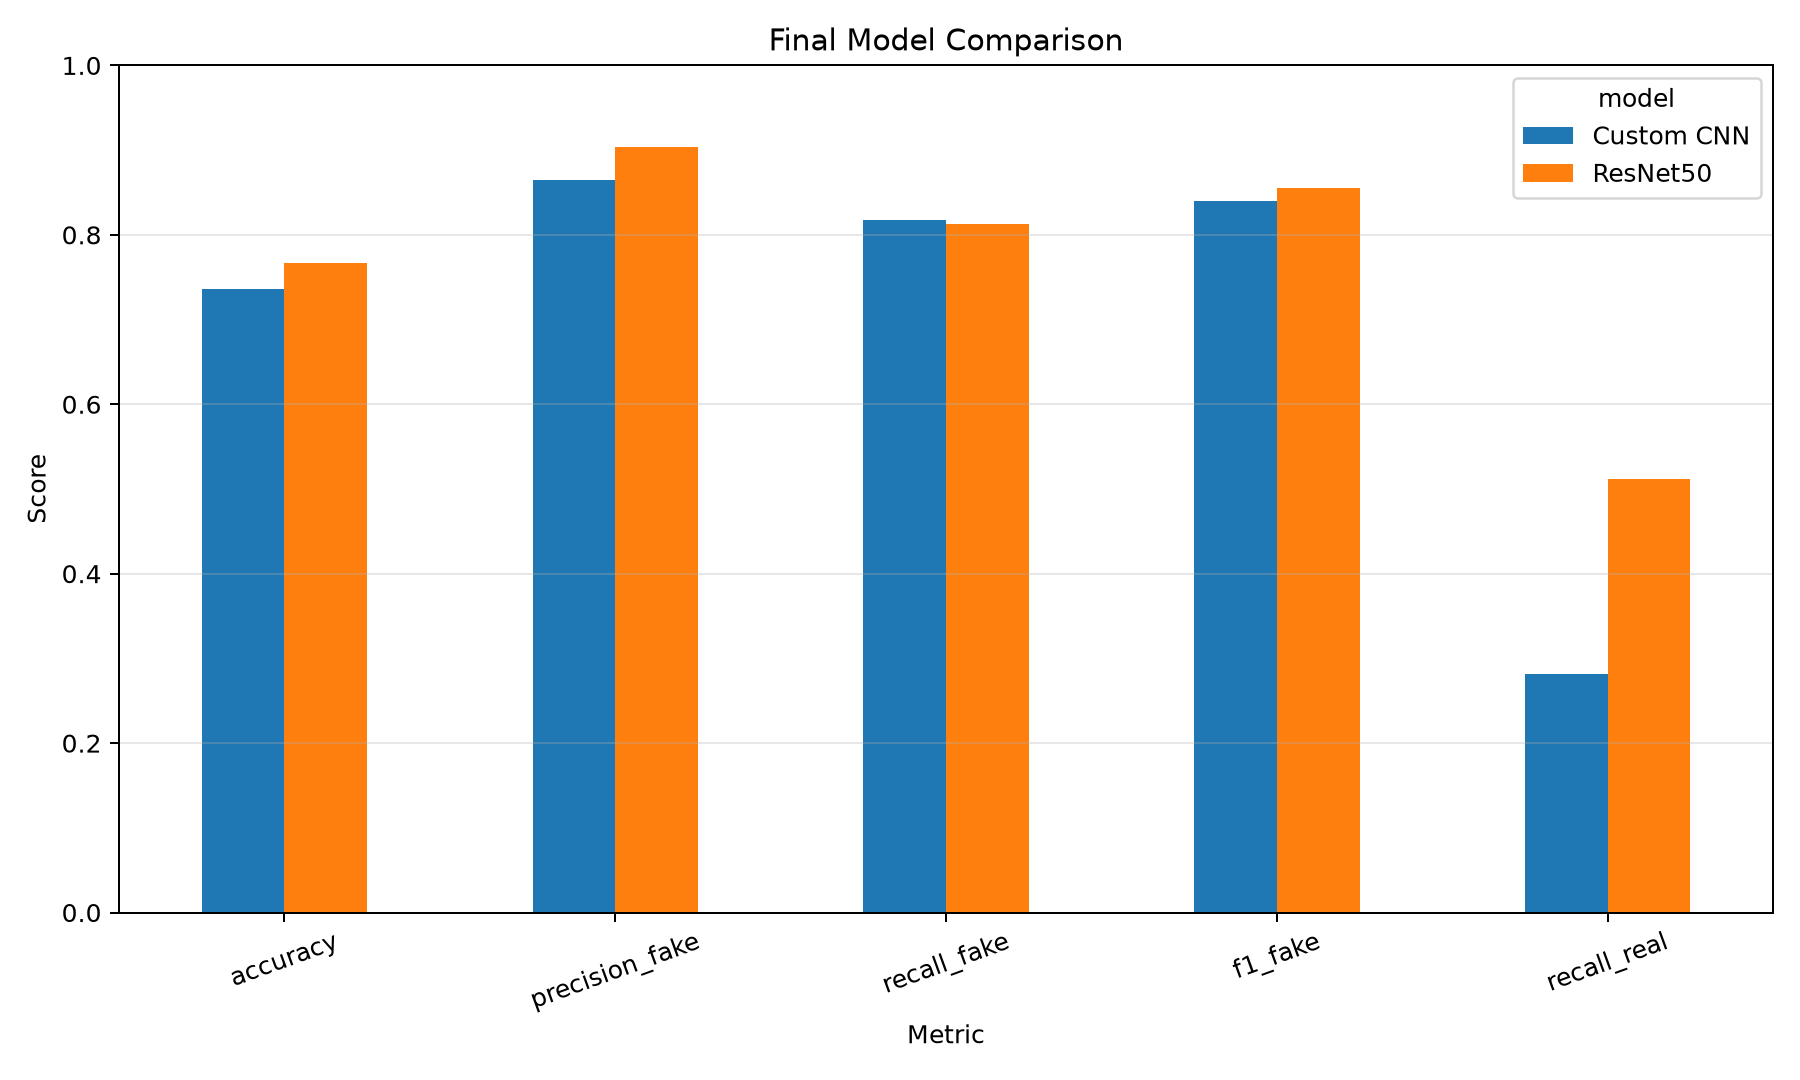 Final Model Comparison
model
Custom CNN
ResNet50
Score
1.0
0.8
0.6
0.4
0.2
0.0
accuracy
precision_fake
recall_fake
f1_fake
recall_real
Metric